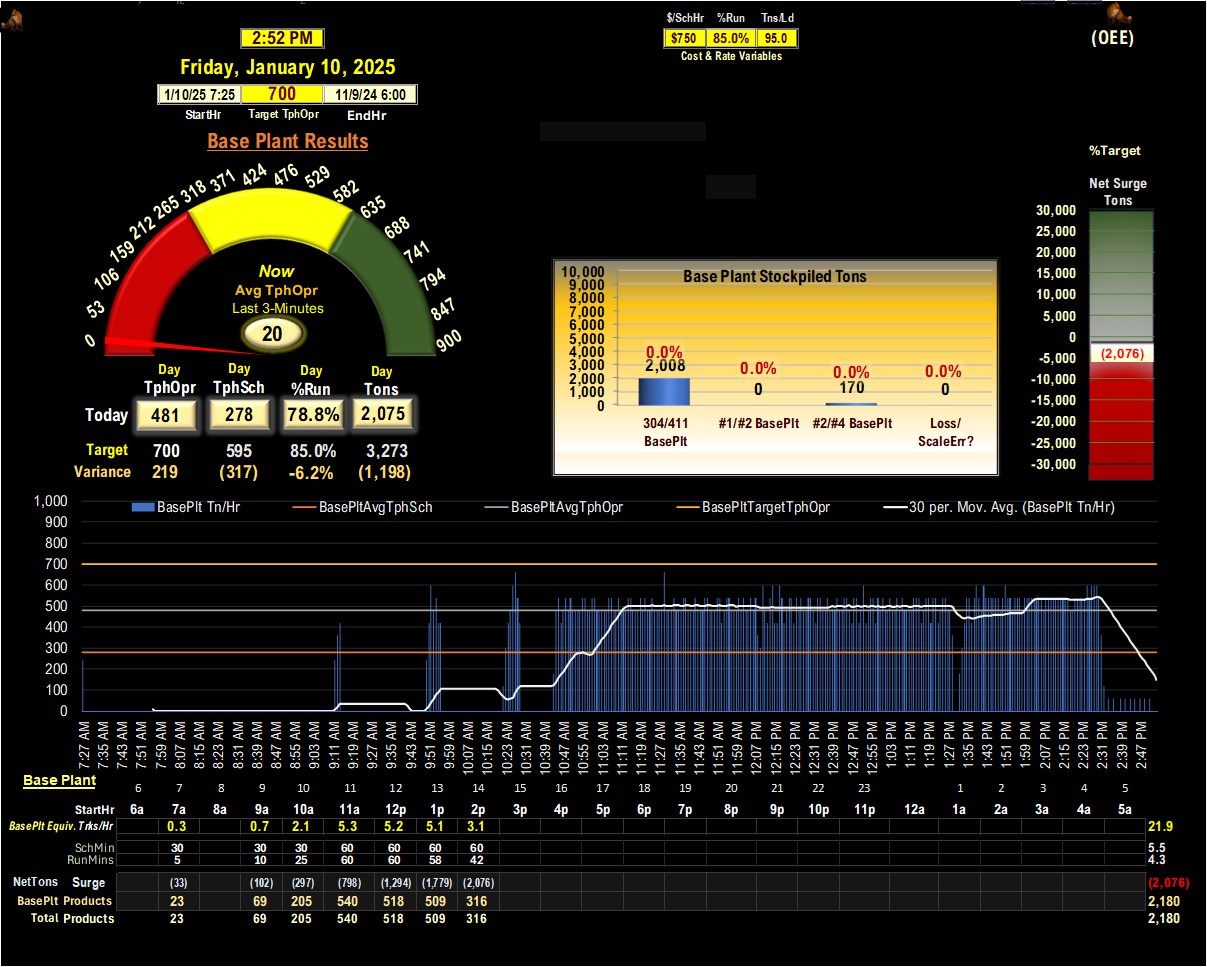 $/SchHr %Run Tns/Ld
2:52 PM
$750 85.0% 95.0
(OEE)
Cost & Rate Variables
Friday, January 10, 2025
1/10/25 7:25 700 11/9/24 6:00
StartHr Target TphOpr EndHr
Base Plant Results
%Target
Net Surge
Tons
0 53 106 159 212 265 318 371 424 476 529 582 635 688 741 794 847 900
Now
Avg TphOpr
Last 3-Minutes
20
Day Day Day Day
TphOpr TphSch %Run Tons
Today 481 278 78.8% 2,075
Target 700 595 85.0% 3,273
Variance 219 (317) -6.2% (1,198)
Base Plant Stockpiled Tons
10,000
9,000
8,000
7,000
6,000
5,000
4,000
3,000
2,000
1,000
0
0.0% 0.0% 0.0% 0.0%
2,008 0 170 0
304/411 #1/#2 BasePlt #2/#4 BasePlt Loss/
BasePlt ScaleErr?
30,000
25,000
20,000
15,000
10,000
5,000
0
-5,000
(2,076)
-10,000
-15,000
-20,000
-25,000
-30,000
BasePlt Tn/Hr BasePltAvgTphSch BasePltAvgTphOpr BasePltTargetTphOpr 30 per. Mov. Avg. (BasePlt Tn/Hr)
1,000
900
800
700
600
500
400
300
200
100
0
7:27 AM 7:35 AM 7:43 AM 7:51 AM 7:59 AM 8:07 AM 8:15 AM 8:23 AM 8:31 AM 8:39 AM 8:47 AM 8:55 AM 9:03 AM 9:11 AM 9:19 AM 9:27 AM 9:35 AM 9:43 AM 9:51 AM 9:59 AM 10:07 AM 10:15 AM 10:23 AM 10:31 AM 10:39 AM 10:47 AM 10:55 AM 11:03 AM 11:11 AM 11:19 AM 11:27 AM 11:35 AM 11:43 AM 11:51 AM 11:59 AM 12:07 PM 12:15 PM 12:23 PM 12:31 PM 12:39 PM 12:47 PM 12:55 PM 1:03 PM 1:11 PM 1:19 PM 1:27 PM 1:35 PM 1:43 PM 1:51 PM 1:59 PM 2:07 PM 2:15 PM 2:23 PM 2:31 PM 2:39 PM 2:47 PM
Base Plant
6 7 8 9 10 11 12 13 14 15 16 17 18 19 20 21 22 23 1 2 3 4 5
StartHr 6a 7a 8a 9a 10a 11a 12p 1p 2p 3p 4p 5p 6p 7p 8p 9p 10p 11p 12a 1a 2a 3a 4a 5a
BasePlt Equiv. Trks/Hr 0.3 0.7 2.1 5.3 5.2 5.1 3.1 21.9
SchMin 30 30 30 60 60 60 60 5.5
RunMins 5 10 25 60 60 58 42 4.3
NetTons Surge (33) (102) (297) (798) (1,294) (1,779) (2,076) (2,076)
BasePlt Products 23 69 205 540 518 509 316 2,180
Total Products 23 69 205 540 518 509 316 2,180